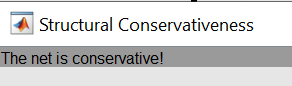 Structural Conservativeness
The net is conservative!